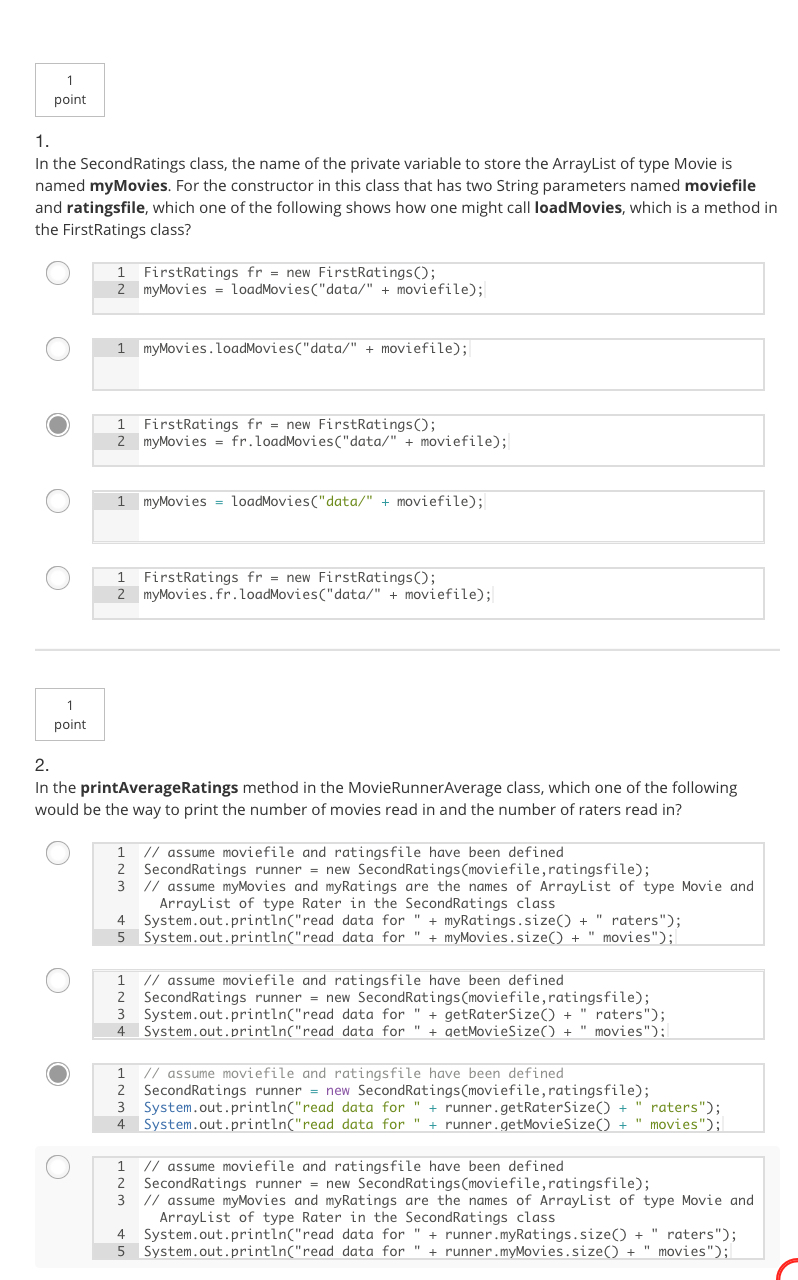 1
point
1.
In the SecondRatings class, the name of the private variable to store the ArrayList of type Movie is
named myMovies. For the constructor in this class that has two String parameters named moviefile
and ratingsfile, which one of the following shows how one might call loadMovies, which is a method in
the FirstRatings class?
1 FirstRatings fr = new FirstRatings();
2 myMovies = loadMovies("data/" + moviefile);
1 myMovies.loadMovies("data/" + moviefile);
1 FirstRatings fr = new FirstRatings();
2 myMovies = fr.loadMovies("data/" + moviefile);
1 myMovies = loadMovies("data/" + moviefile);
1 FirstRatings fr = new FirstRatings();
2 myMovies.fr.loadMovies("data/" + moviefile);
1
point
2.
In the printAverageRatings method in the MovieRunnerAverage class, which one of the following
would be the way to print the number of movies read in and the number of raters read in?
1 // assume moviefile and ratingsfile have been defined
2 SecondRatings runner = new SecondRatings(moviefile,ratingsfile);
3 // assume myMovies and myRatings are the names of ArrayList of type Movie and
ArrayList of type Rater in the SecondRatings class
4 System.out.println("read data for " + myRatings.size() + " raters");
5 System.out.println("read data for " + myMovies.size() + " movies");
1 // assume moviefile and ratingsfile have been defined
2 SecondRatings runner = new SecondRatings(moviefile,ratingsfile);
3 System.out.println("read data for " + getRaterSize() + " raters");
4 System.out.println("read data for " + getMovieSize() + " movies");
1 // assume moviefile and ratingsfile have been defined
2 SecondRatings runner = new SecondRatings(moviefile,ratingsfile);
3 System.out.println("read data for " + runner.getRaterSize() + " raters");
4 System.out.println("read data for " + runner.getMovieSize() + " movies");
1 // assume moviefile and ratingsfile have been defined
2 SecondRatings runner = new SecondRatings(moviefile,ratingsfile);
3 // assume myMovies and myRatings are the names of ArrayList of type Movie and
ArrayList of type Rater in the SecondRatings class
4 System.out.println("read data for " + runner.myRatings.size() + " raters");
5 System.out.println("read data for " + runner.myMovies.size() + " movies");